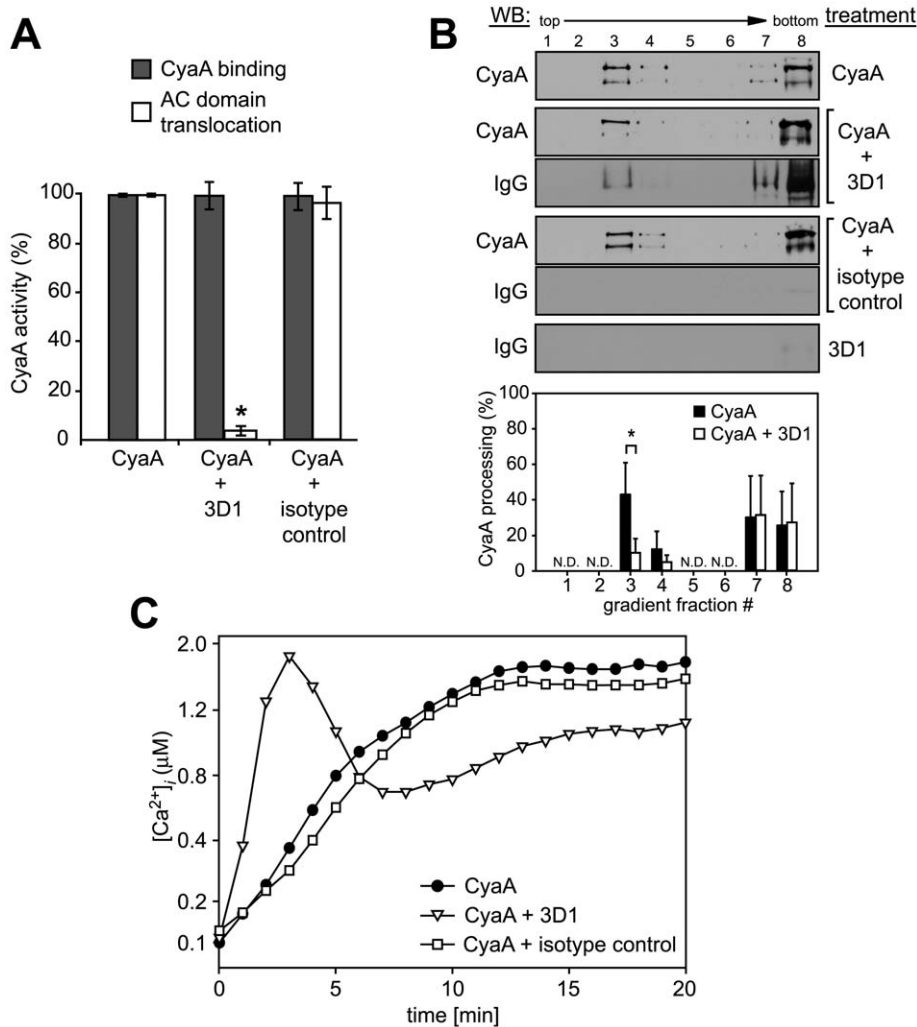 A
CyaA binding
AC domain
translocation
CyaA activity (%)
100
80
60
40
20
0
*
CyaA
CyaA
+
3D1
CyaA
+
isotype
control
B
WB: top bottom treatment
1 2 3 4 5 6 7 8
CyaA CyaA
CyaA
IgG
CyaA
+
3D1
CyaA
IgG
CyaA
+
isotype
control
IgG 3D1
CyaA processing (%)
100
80
60
40
20
0
CyaA
CyaA + 3D1
*
N.D. N.D. N.D. N.D.
1 2 3 4 5 6 7 8
gradient fraction #
C
[Ca²⁺]i (μM)
2.0
1.2
0.8
0.4
0.2
0.1
CyaA
CyaA + 3D1
CyaA + isotype control
0 5 10 15 20
time [min]